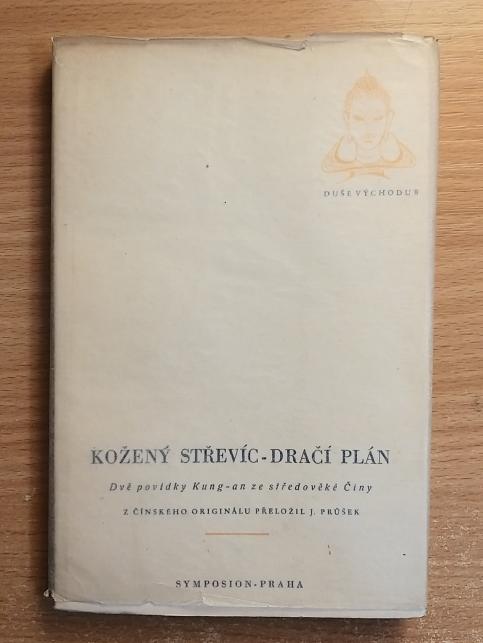 DUŠE VÝCHODU 8
KOŽENÝ STŘEVÍC - DRAČÍ PLÁN
Dvě povídky Kung-an ze středověké Číny
Z ČÍNSKÉHO ORIGINÁLU PŘELOŽIL J. PRŮŠEK
SYMPOSION - PRAHA